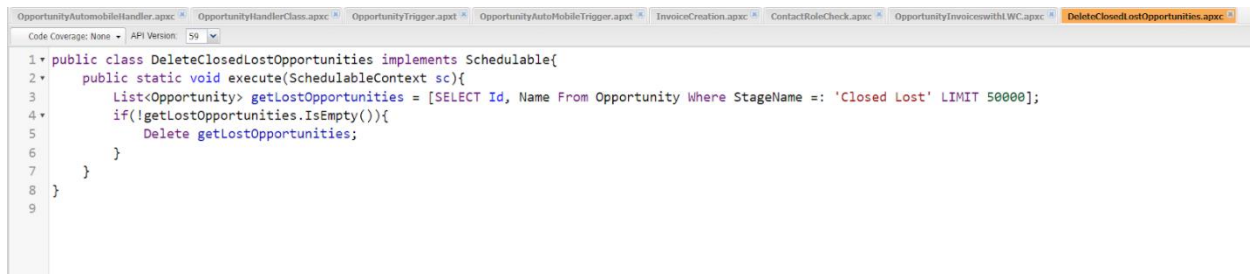 OpportunityAutomobileHandler.apxc OpportunityHandlerClass.apxc OpportunityTrigger.apxt OpportunityAutoMobileTrigger.apxt InvoiceCreation.apxc ContactRoleCheck.apxc OpportunityInvoiceswithLWC.apxc DeleteClosedLostOpportunities.apxc
Code Coverage: None API Version: 59
1 public class DeleteClosedLostOpportunities implements Schedulable{
2 public static void execute(SchedulableContext sc){
3 List<Opportunity> getLostOpportunities = [SELECT Id, Name From Opportunity Where StageName =: 'Closed Lost' LIMIT 50000];
4 if(!getLostOpportunities.IsEmpty()){
5 Delete getLostOpportunities;
6 }
7 }
8 }
9